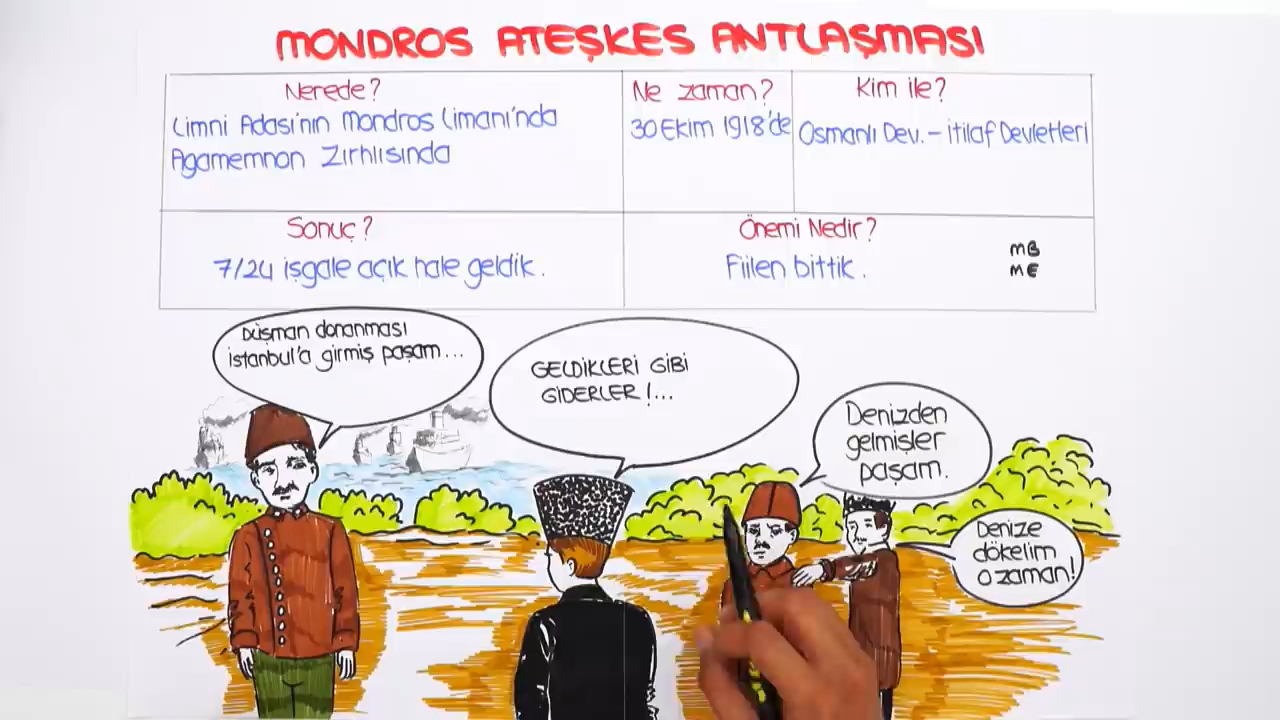 MONDROS ATEŞKES ANTLAŞMASI
Nerede?
Limni Adası'nın Mondros Limanı'nda
Agamemnon Zırhlısında
Ne zaman?
30 Ekim 1918'de
Kim ile?
Osmanlı Dev. – İtilaf Devletleri
Sonuç?
7/24 işgale açık hale geldik.
Önemi Nedir?
Fiilen bittik.
MB
ME
Düşman donanması
İstanbul'a girmiş paşam...
GELDİKLERİ GİBİ
GİDERLER!...
Denizden
gelmişler
paşam.
Denize
dökelim
o zaman!